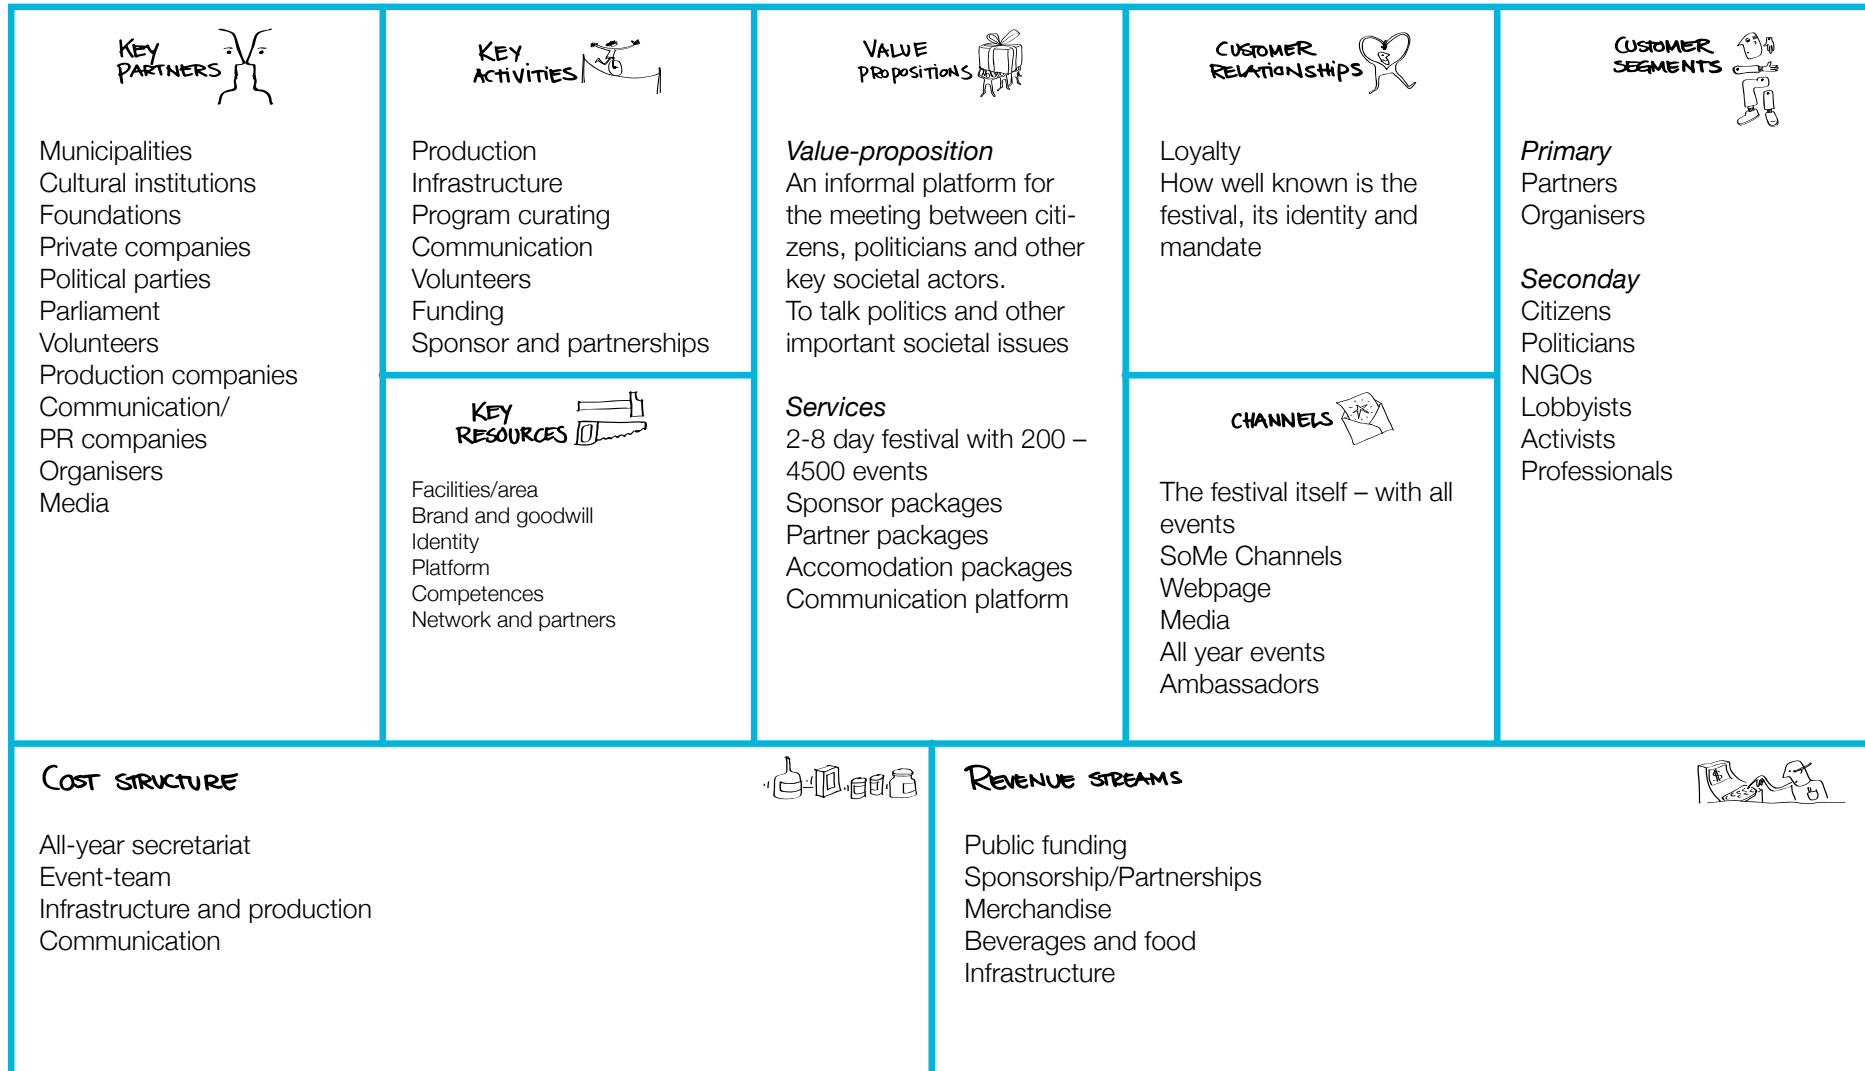 KEY
PARTNERS
Municipalities
Cultural institutions
Foundations
Private companies
Political parties
Parliament
Volunteers
Production companies
Communication/
PR companies
Organisers
Media
KEY
ACTIVITIES
Production
Infrastructure
Program curating
Communication
Volunteers
Funding
Sponsor and partnerships
KEY
RESOURCES
Facilities/area
Brand and goodwill
Identity
Platform
Competences
Network and partners
VALUE
PROPOSITIONS
Value-proposition
An informal platform for
the meeting between citi-
zens, politicians and other
key societal actors.
To talk politics and other
important societal issues
Services
2-8 day festival with 200 –
4500 events
Sponsor packages
Partner packages
Accomodation packages
Communication platform
CUSTOMER
RELATIONSHIPS
Loyalty
How well known is the
festival, its identity and
mandate
CHANNELS
The festival itself – with all
events
SoMe Channels
Webpage
Media
All year events
Ambassadors
CUSTOMER
SEGMENTS
Primary
Partners
Organisers
Seconday
Citizens
Politicians
NGOs
Lobbyists
Activists
Professionals
COST STRUCTURE
All-year secretariat
Event-team
Infrastructure and production
Communication
REVENUE STREAMS
$
Public funding
Sponsorship/Partnerships
Merchandise
Beverages and food
Infrastructure